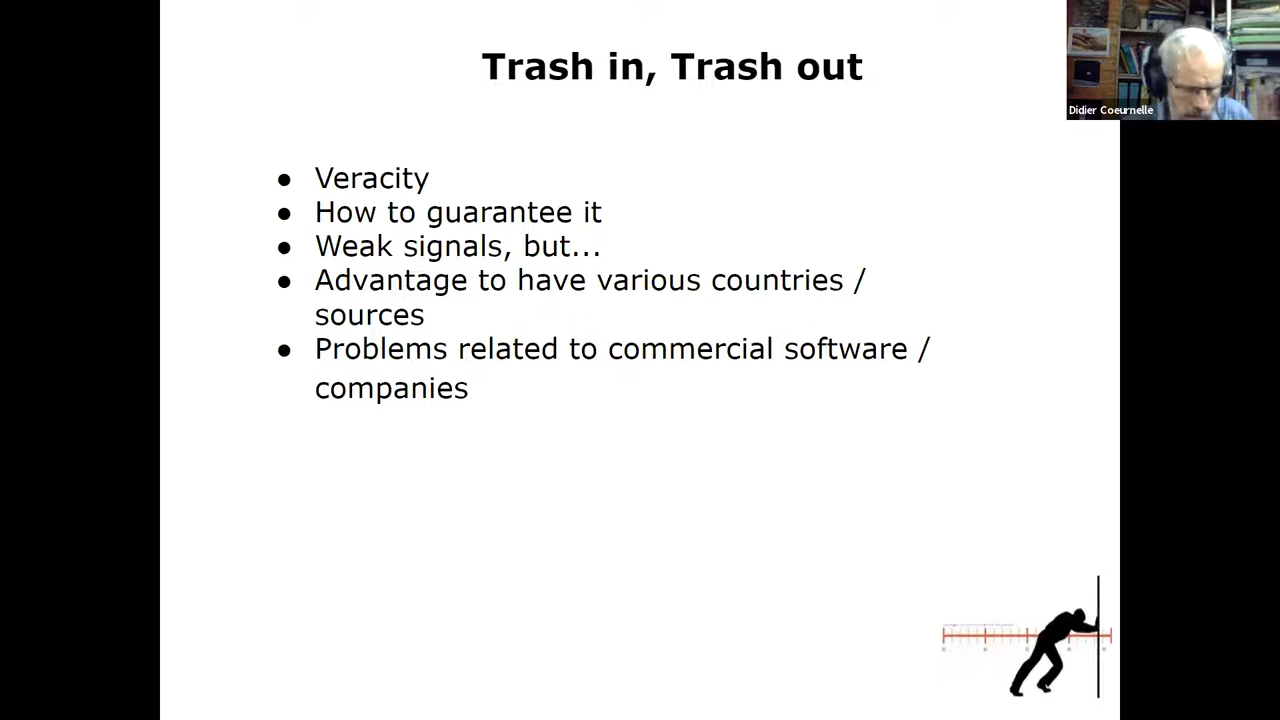 Trash in, Trash out
Didier Coeurnelle
● Veracity
● How to guarantee it
● Weak signals, but...
● Advantage to have various countries /
sources
● Problems related to commercial software /
companies